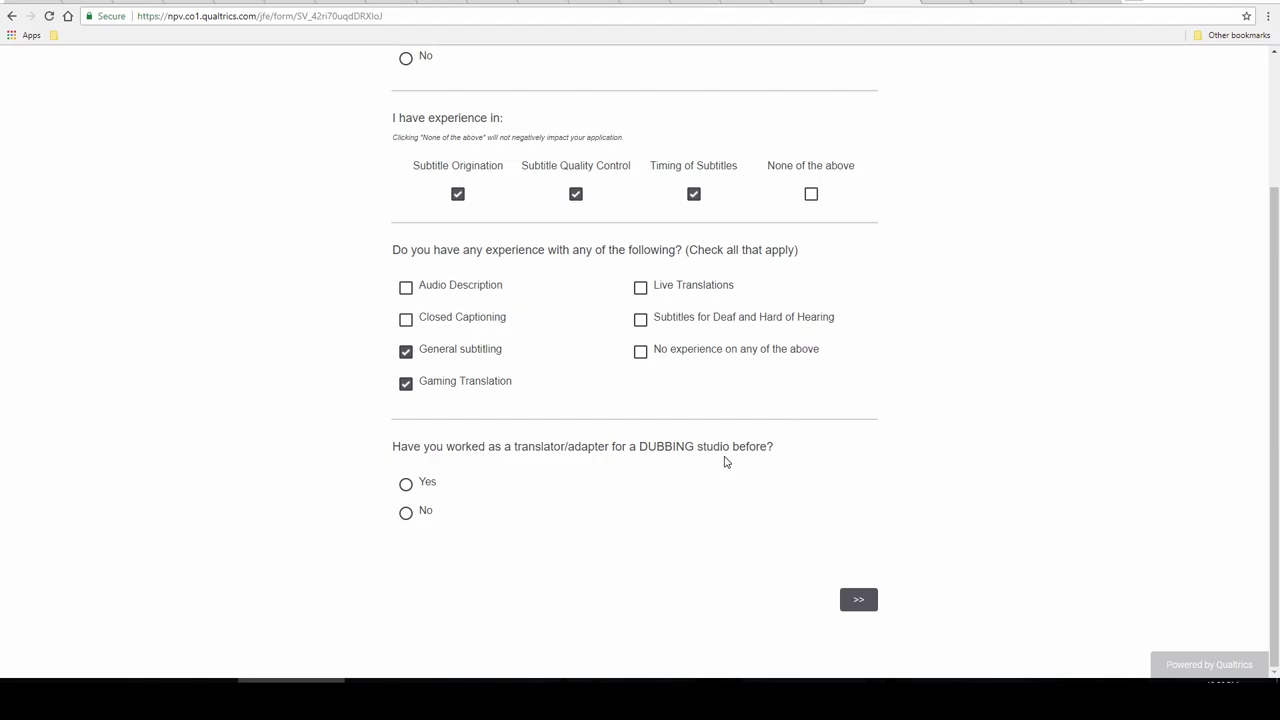 Secure
https://npv.co1.qualtrics.com/jfe/form/SV_42ri70uqdDRXIoJ
Apps
Other bookmarks
No
I have experience in:
Clicking "None of the above" will not negatively impact your application.
Subtitle Origination
Subtitle Quality Control
Timing of Subtitles
None of the above
Do you have any experience with any of the following? (Check all that apply)
Audio Description
Live Translations
Closed Captioning
Subtitles for Deaf and Hard of Hearing
General subtitling
No experience on any of the above
Gaming Translation
Have you worked as a translator/adapter for a DUBBING studio before?
Yes
No
>>
Powered by Qualtrics